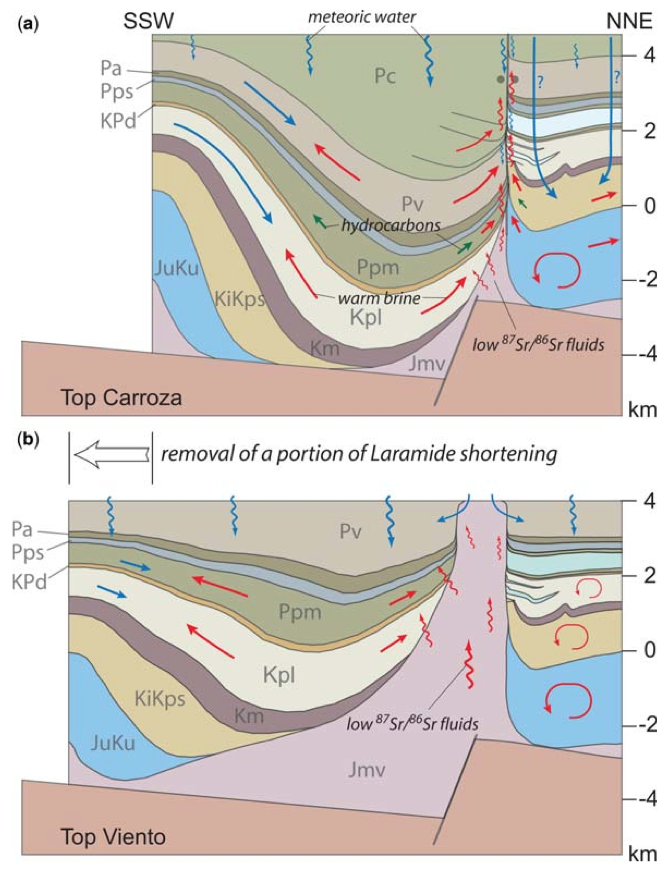 (a)
SSW
meteoric water
NNE
4
Pa
Pc
Pps
? ?
KPd
2
Pv
0
hydrocarbons
Ppm
JuKu
KiKps
warm brine
-2
Kpl
Km
low ⁸⁷Sr/⁸⁶Sr fluids
Jmv
-4
Top Carroza
km
(b)
removal of a portion of Laramide shortening
4
Pa
Pv
Pps
KPd
2
Ppm
0
Kpl
KiKps
Km
low ⁸⁷Sr/⁸⁶Sr fluids
-2
JuKu
Jmv
-4
Top Viento
km